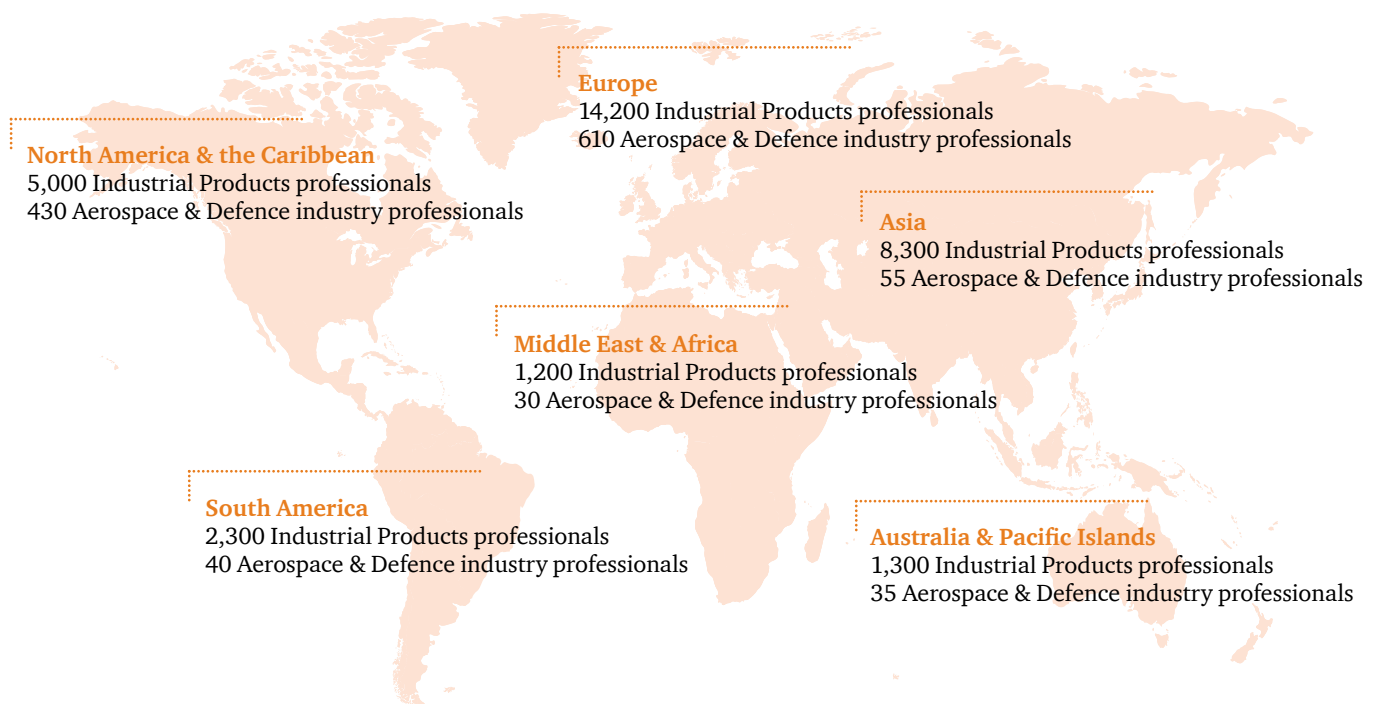 Europe
14,200 Industrial Products professionals
610 Aerospace & Defence industry professionals
North America & the Caribbean
5,000 Industrial Products professionals
430 Aerospace & Defence industry professionals
Asia
8,300 Industrial Products professionals
55 Aerospace & Defence industry professionals
Middle East & Africa
1,200 Industrial Products professionals
30 Aerospace & Defence industry professionals
South America
2,300 Industrial Products professionals
40 Aerospace & Defence industry professionals
Australia & Pacific Islands
1,300 Industrial Products professionals
35 Aerospace & Defence industry professionals